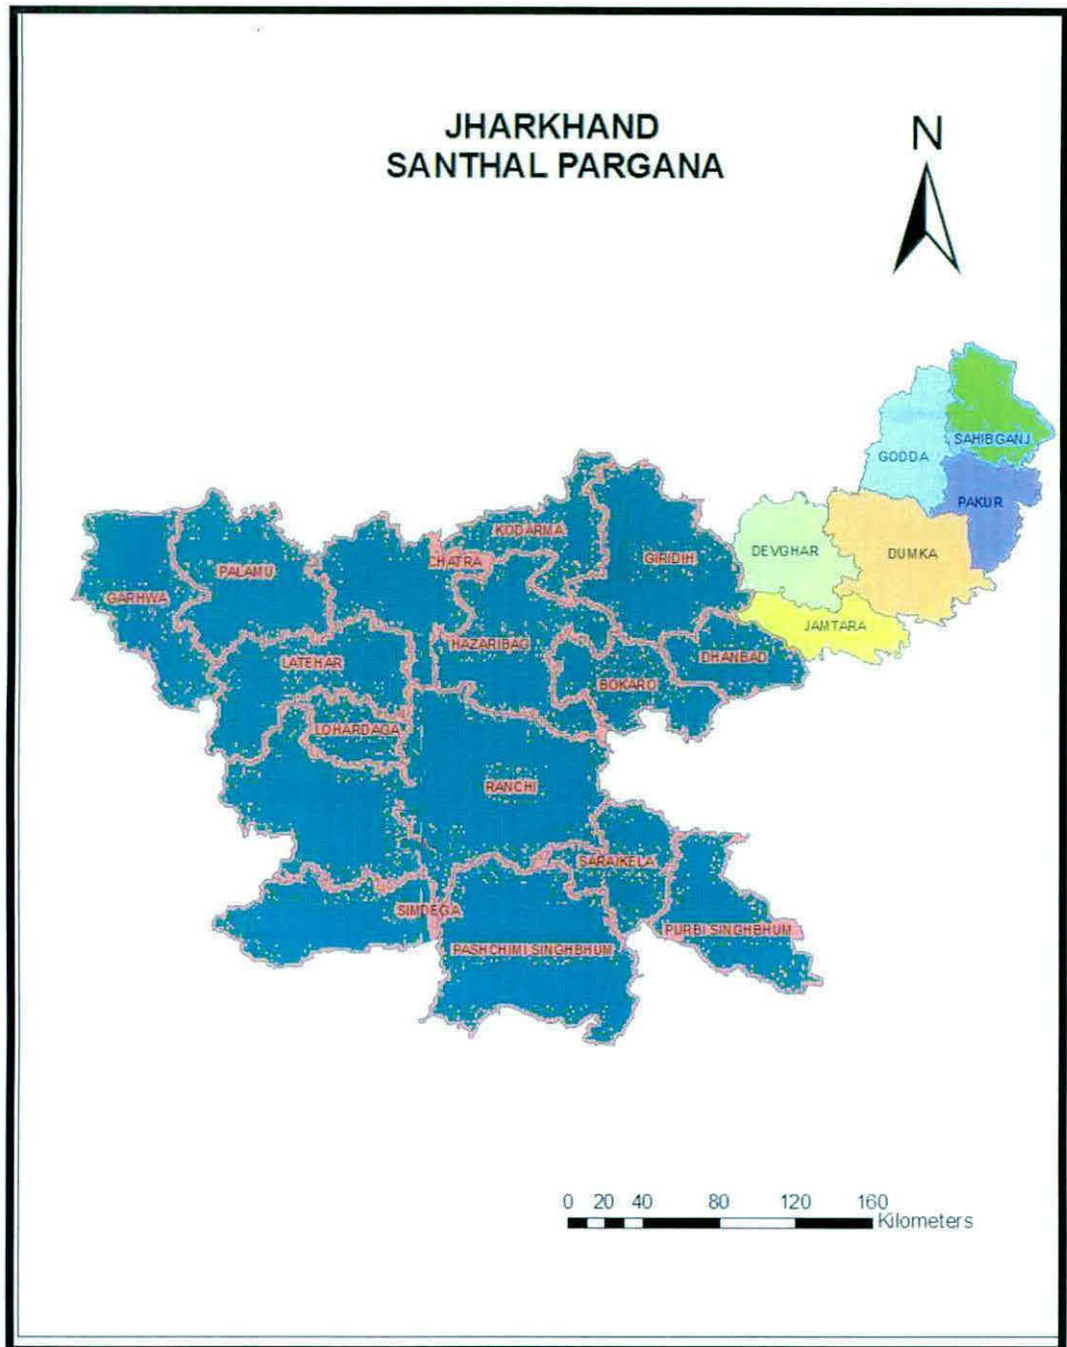 JHARKHAND
SANTHAL PARGANA
N
SAHIBGANJ
GODDA
PAKUR
KODARMA
DEVGHAR
DUMKA
GIRIDIH
CHATRA
PALAMU
GARHWA
JAMTARA
HAZARIBAG
DHANBAD
LATEHAR
BOKARO
LOHARDAGA
RANCHI
SARAIKELA
SIMDEGA
PURBI SINGHBHUM
PASHCHIMI SINGHBHUM
0 20 40 80 120 160
Kilometers